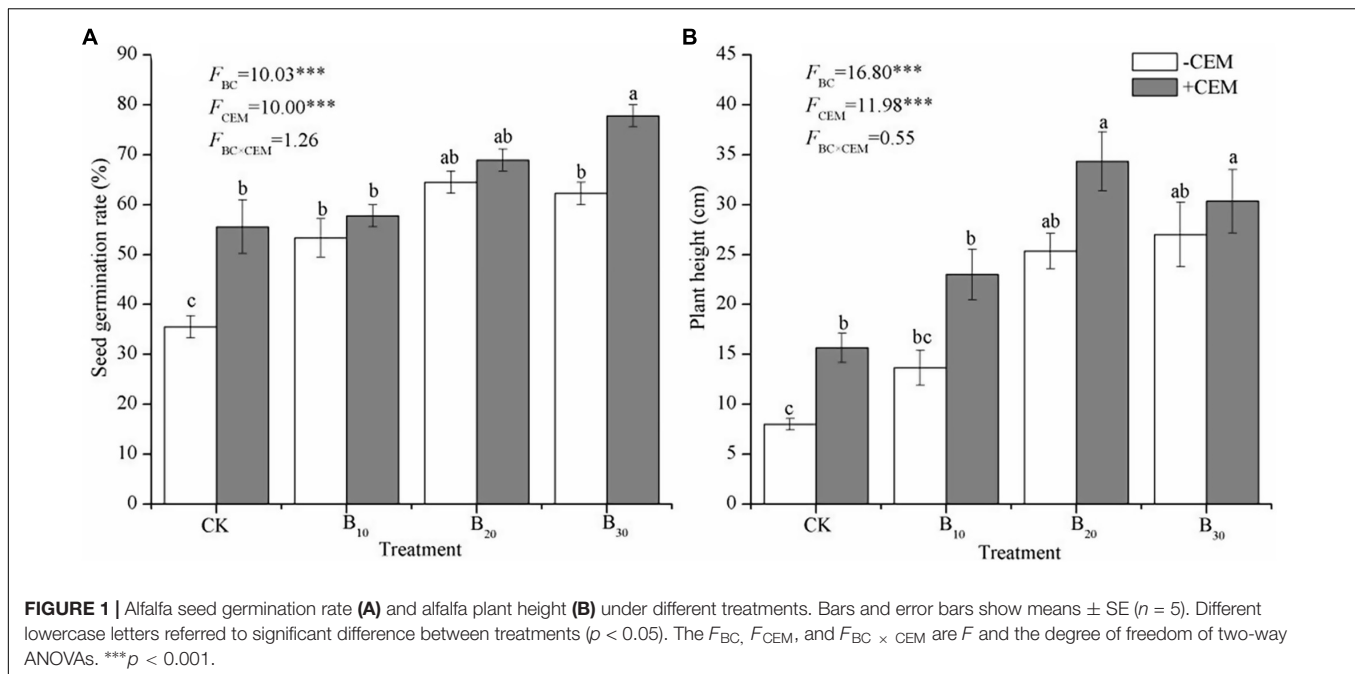 A
90
80
70
60
50
40
30
20
10
0
Seed germination rate (%)
F_BC=10.03***
F_CEM=10.00***
F_BC×CEM=1.26
c
b
b
b
ab
ab
b
a
CK
B10
B20
B30
Treatment
B
45
40
35
30
25
20
15
10
5
0
Plant height (cm)
F_BC=16.80***
F_CEM=11.98***
F_BC×CEM=0.55
-CEM
+CEM
c
b
bc
b
ab
a
ab
a
CK
B10
B20
B30
Treatment
FIGURE 1 | Alfalfa seed germination rate (A) and alfalfa plant height (B) under different treatments. Bars and error bars show means ± SE (n = 5). Different
lowercase letters referred to significant difference between treatments (p < 0.05). The F_BC, F_CEM, and F_BC × CEM are F and the degree of freedom of two-way
ANOVAs. ***p < 0.001.